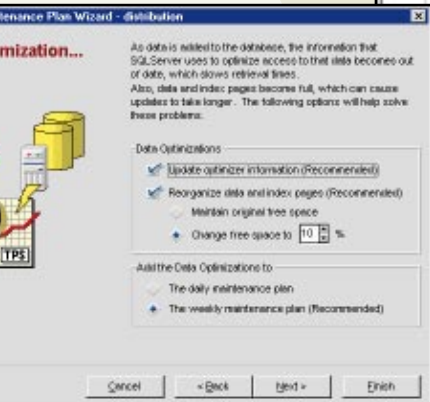 tenance Plan Wizard - distribution
mization...
As data is added to the database, the information that
SQL Server uses to optimize access to that data becomes out
of date, which slows retrieval times.
Also, data and index pages become full, which can cause
updates to take longer. The following options will help solve
these problems:
Data Optimizations
Update optimizer information (Recommended)
Reorganize data and index pages (Recommended)
Maintain original free space
Change free space to 10 %
TPS
Add the Data Optimizations to
The daily maintenance plan
The weekly maintenance plan (Recommended)
Cancel
< Back
Next >
Finish